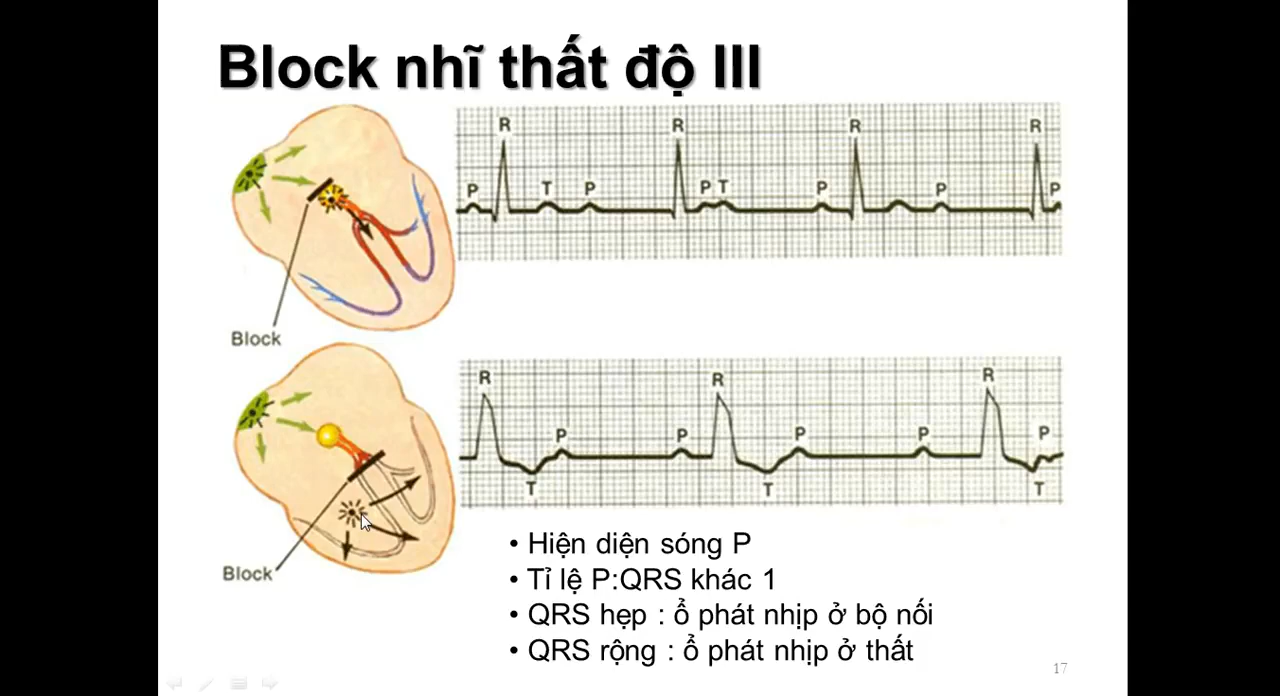 Block nhĩ thất độ III
R R R R
P T P P T P P P
Block
R R R
P P P P P
T T T
Block
• Hiện diện sóng P
• Tỉ lệ P:QRS khác 1
• QRS hẹp : ổ phát nhịp ở bộ nối
• QRS rộng : ổ phát nhịp ở thất
17